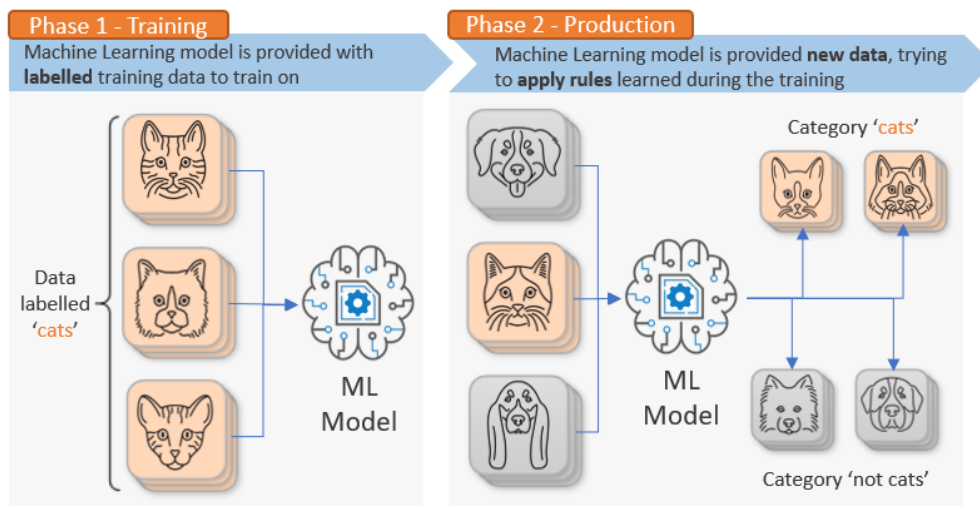 Phase 1 - Training
Machine Learning model is provided with
labelled training data to train on
Data
labelled
'cats'
ML
Model
Phase 2 - Production
Machine Learning model is provided new data, trying
to apply rules learned during the training
Category 'cats'
ML
Model
Category 'not cats'